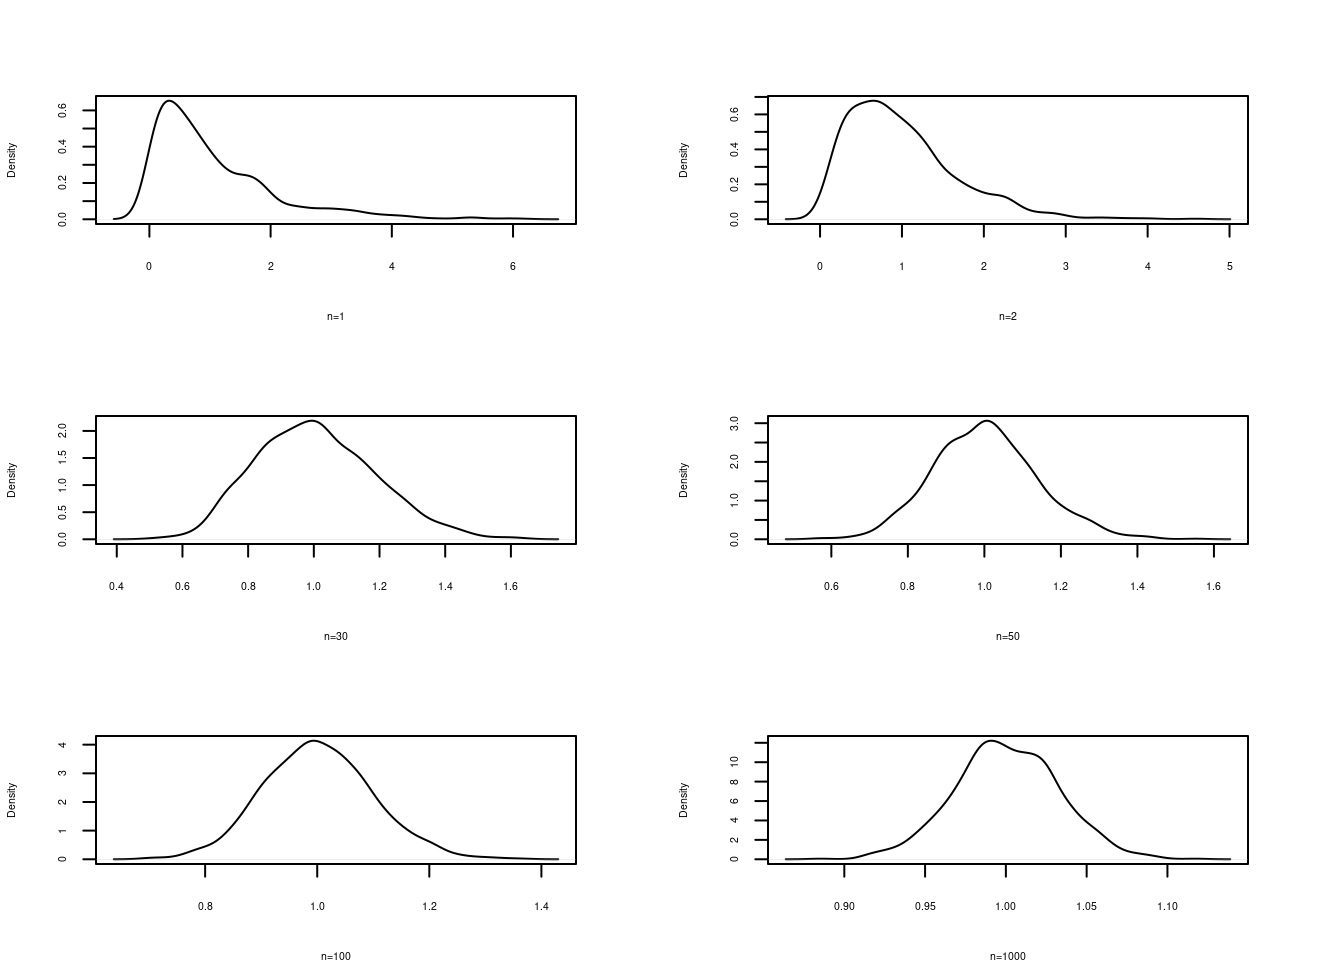 Density
0.0 0.2 0.4 0.6
0 2 4 6
n=1
Density
0.0 0.2 0.4 0.6
0 1 2 3 4 5
n=2
Density
0.0 0.5 1.0 1.5 2.0
0.4 0.6 0.8 1.0 1.2 1.4 1.6
n=30
Density
0.0 1.0 2.0 3.0
0.6 0.8 1.0 1.2 1.4 1.6
n=50
Density
0 1 2 3 4
0.8 1.0 1.2 1.4
n=100
Density
0 2 4 6 8 10
0.90 0.95 1.00 1.05 1.10
n=1000